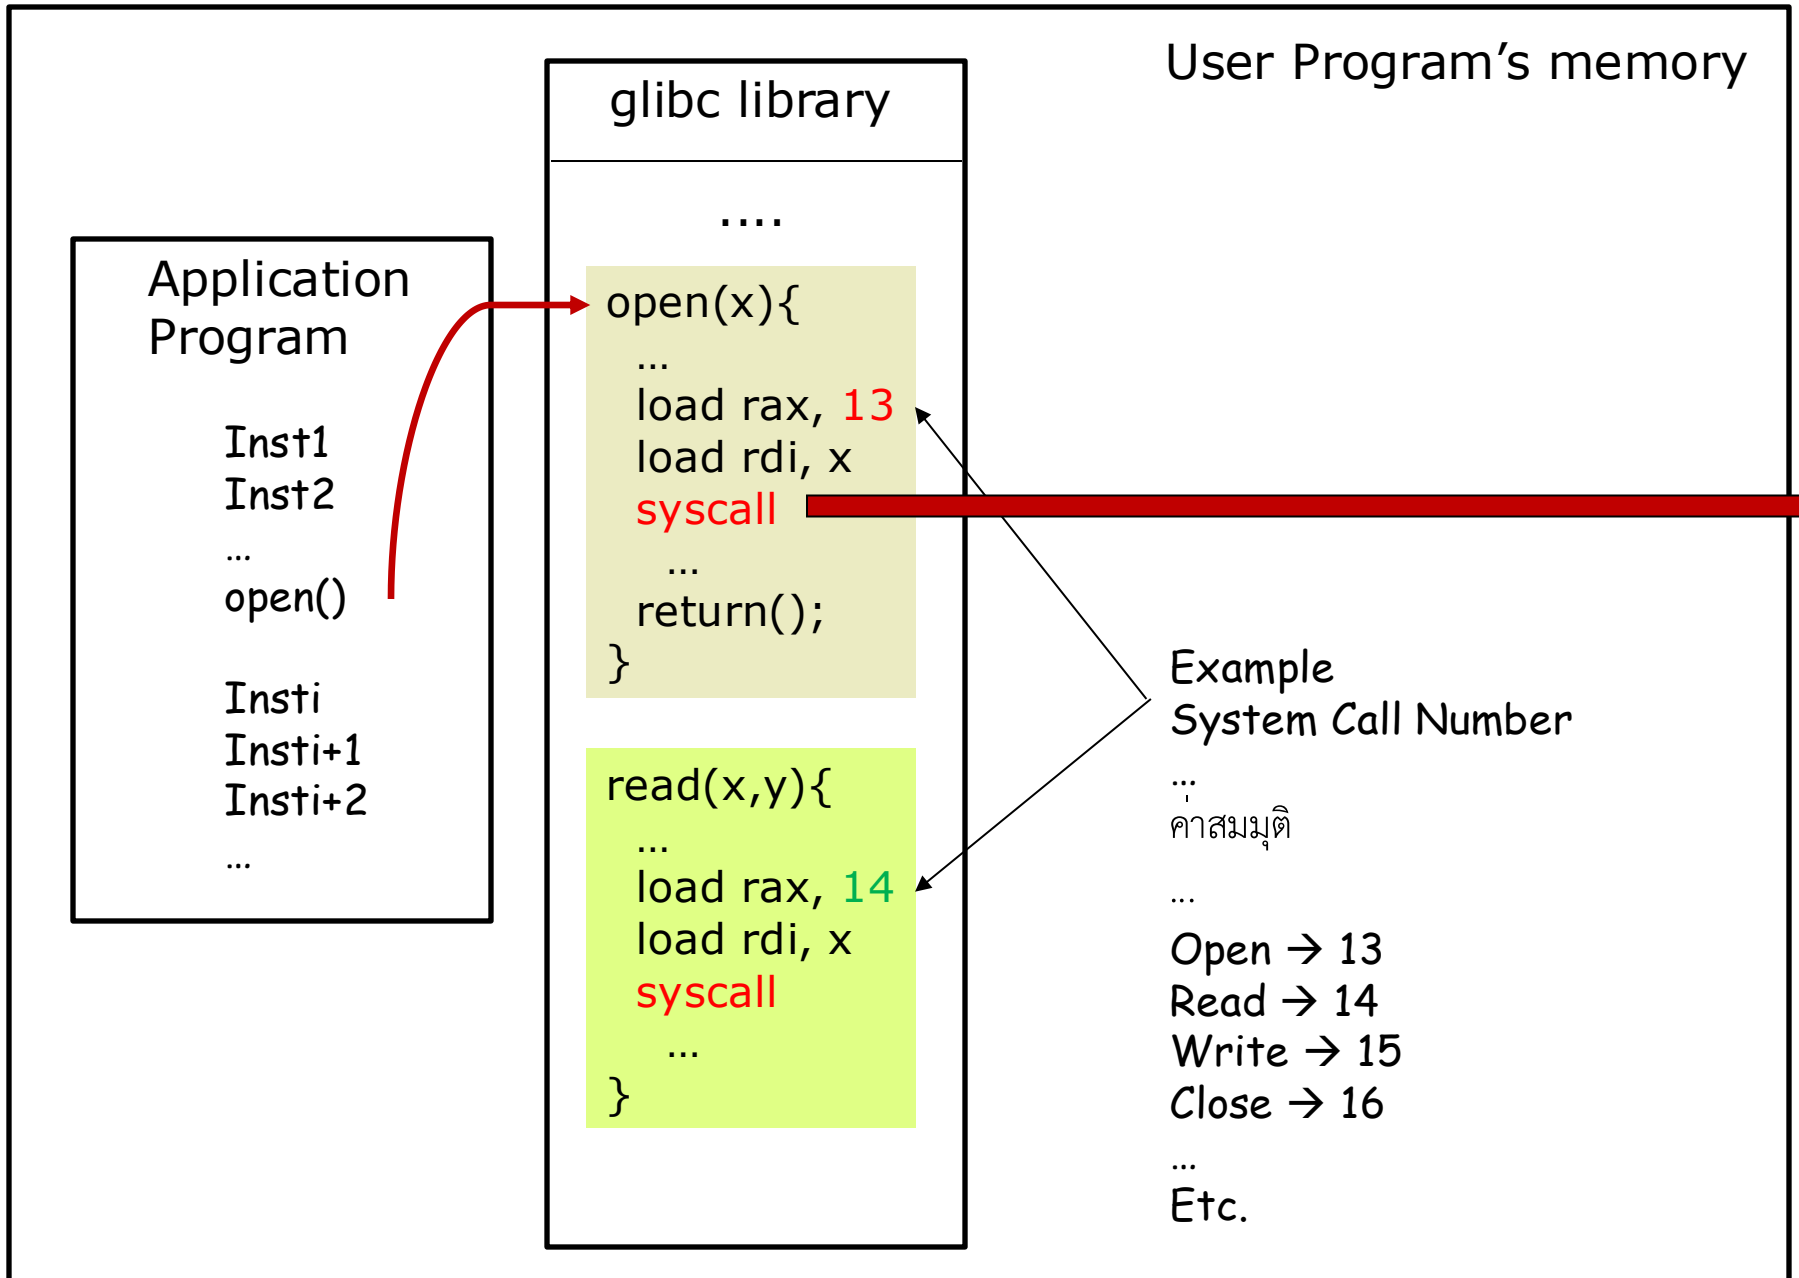 User Program’s memory
glibc library
....
Application
Program
Inst1
Inst2
...
open()
Insti
Insti+1
Insti+2
...
open(x){
...
load rax, 13
load rdi, x
syscall
...
return();
}
read(x,y){
...
load rax, 14
load rdi, x
syscall
...
}
Example
System Call Number
...
ค่าสมมุติ
...
Open → 13
Read → 14
Write → 15
Close → 16
...
Etc.